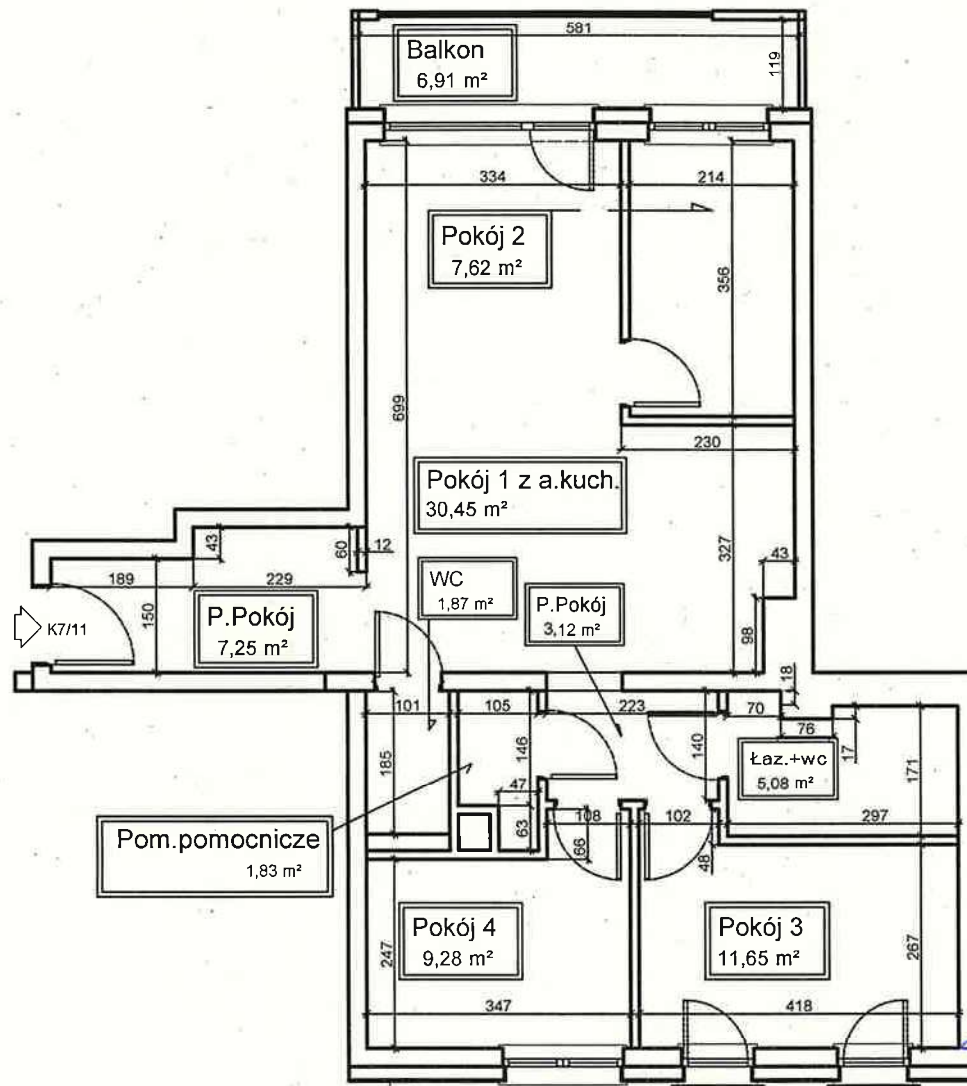 581
Balkon
6,91 m²
119
334
214
Pokój 2
7,62 m²
356
699
230
Pokój 1 z a.kuch.
30,45 m²
43
60
12
327
43
189
229
WC
1,87 m²
P.Pokój
3,12 m²
K7/11
150
P.Pokój
7,25 m²
98
18
101
105
223
70
76
17
146
140
185
Łaz.+wc
5,08 m²
171
47
63
108
102
297
Pom.pomocnicze
1,83 m²
66
48
Pokój 4
9,28 m²
Pokój 3
11,65 m²
247
267
347
418